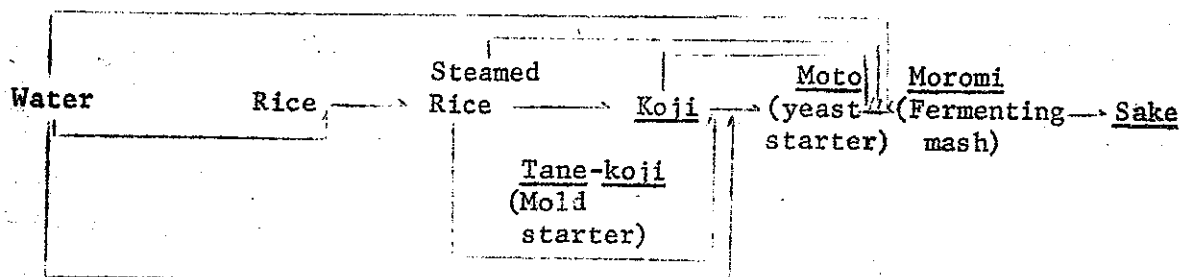 Steamed Moto Moromi
Water Rice Rice Koji (yeast (Fermenting Sake
starter) mash)
Tane-koji
(Mold
starter)